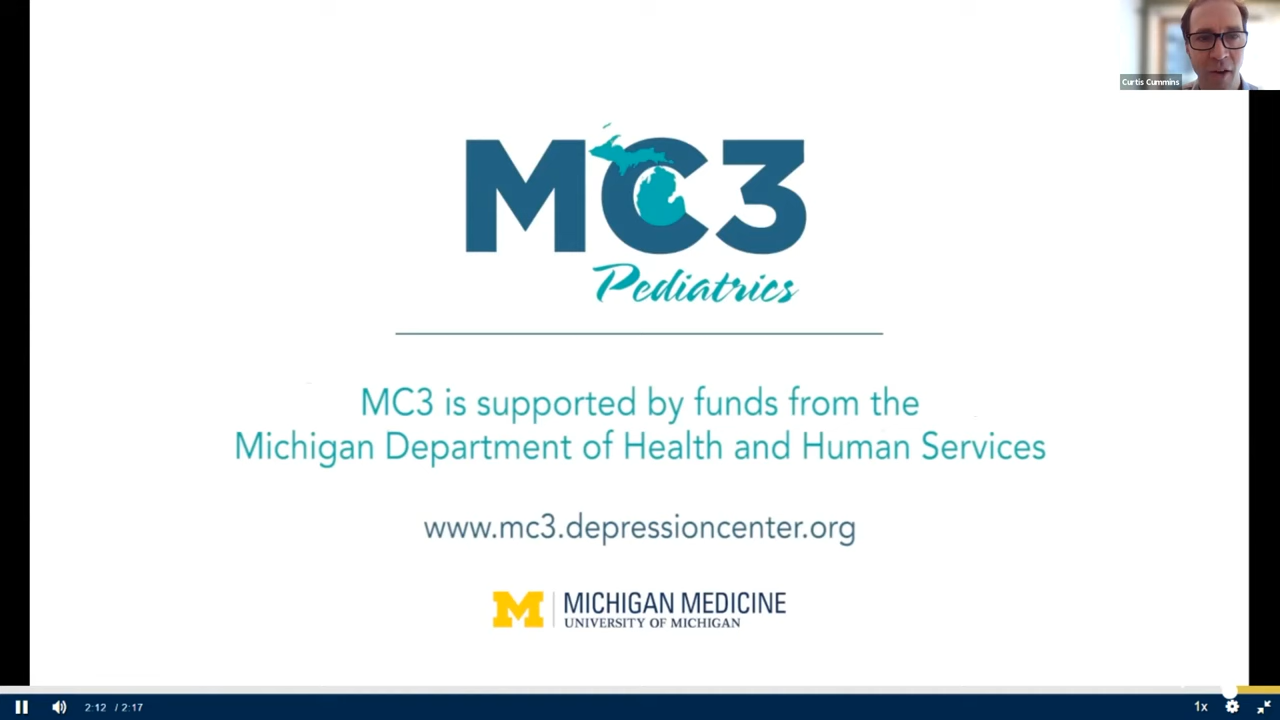 Curtis Cummins
MC3
Pediatrics
MC3 is supported by funds from the
Michigan Department of Health and Human Services
www.mc3.depressioncenter.org
M
MICHIGAN MEDICINE
UNIVERSITY OF MICHIGAN
2:12 / 2:17
1x